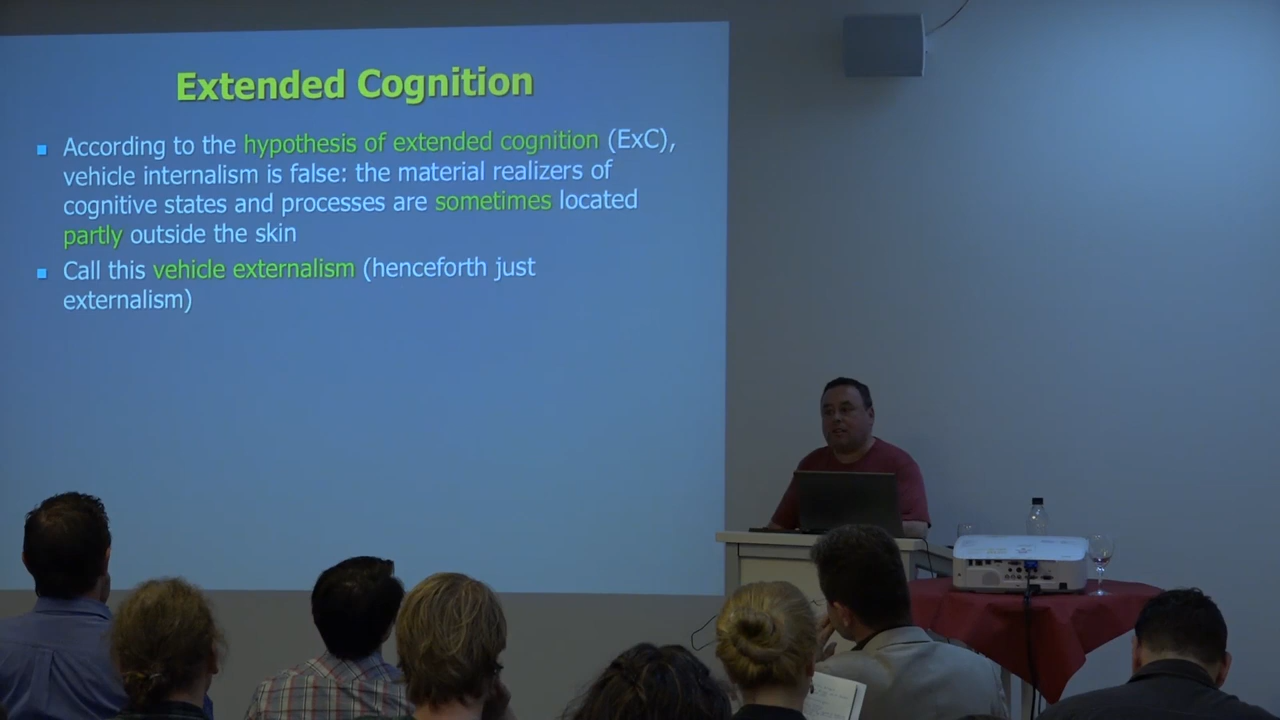 Extended Cognition
According to the hypothesis of extended cognition (ExC),
vehicle internalism is false: the material realizers of
cognitive states and processes are sometimes located
partly outside the skin
Call this vehicle externalism (henceforth just
externalism)